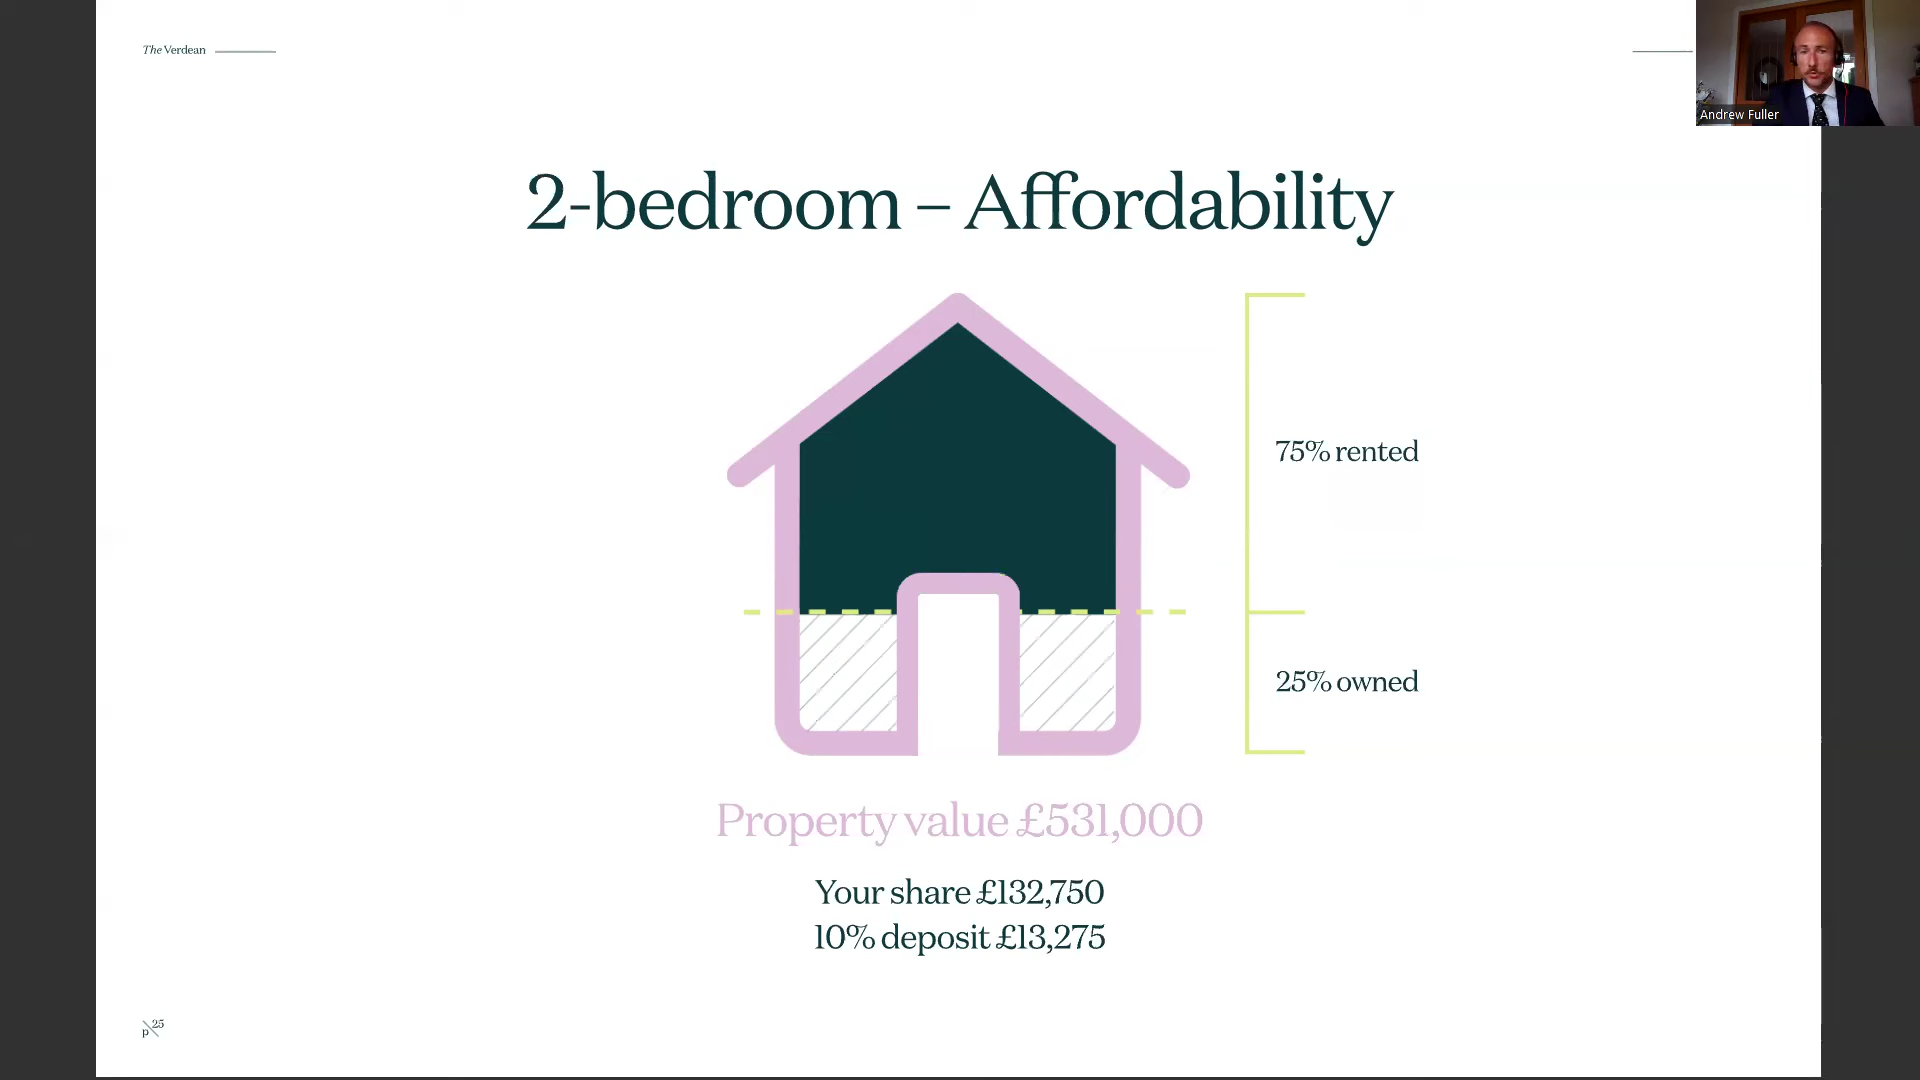 The Verdean
Andrew Fuller
2-bedroom – Affordability
75% rented
25% owned
Property value £531,000
Your share £132,750
10% deposit £13,275
p 25